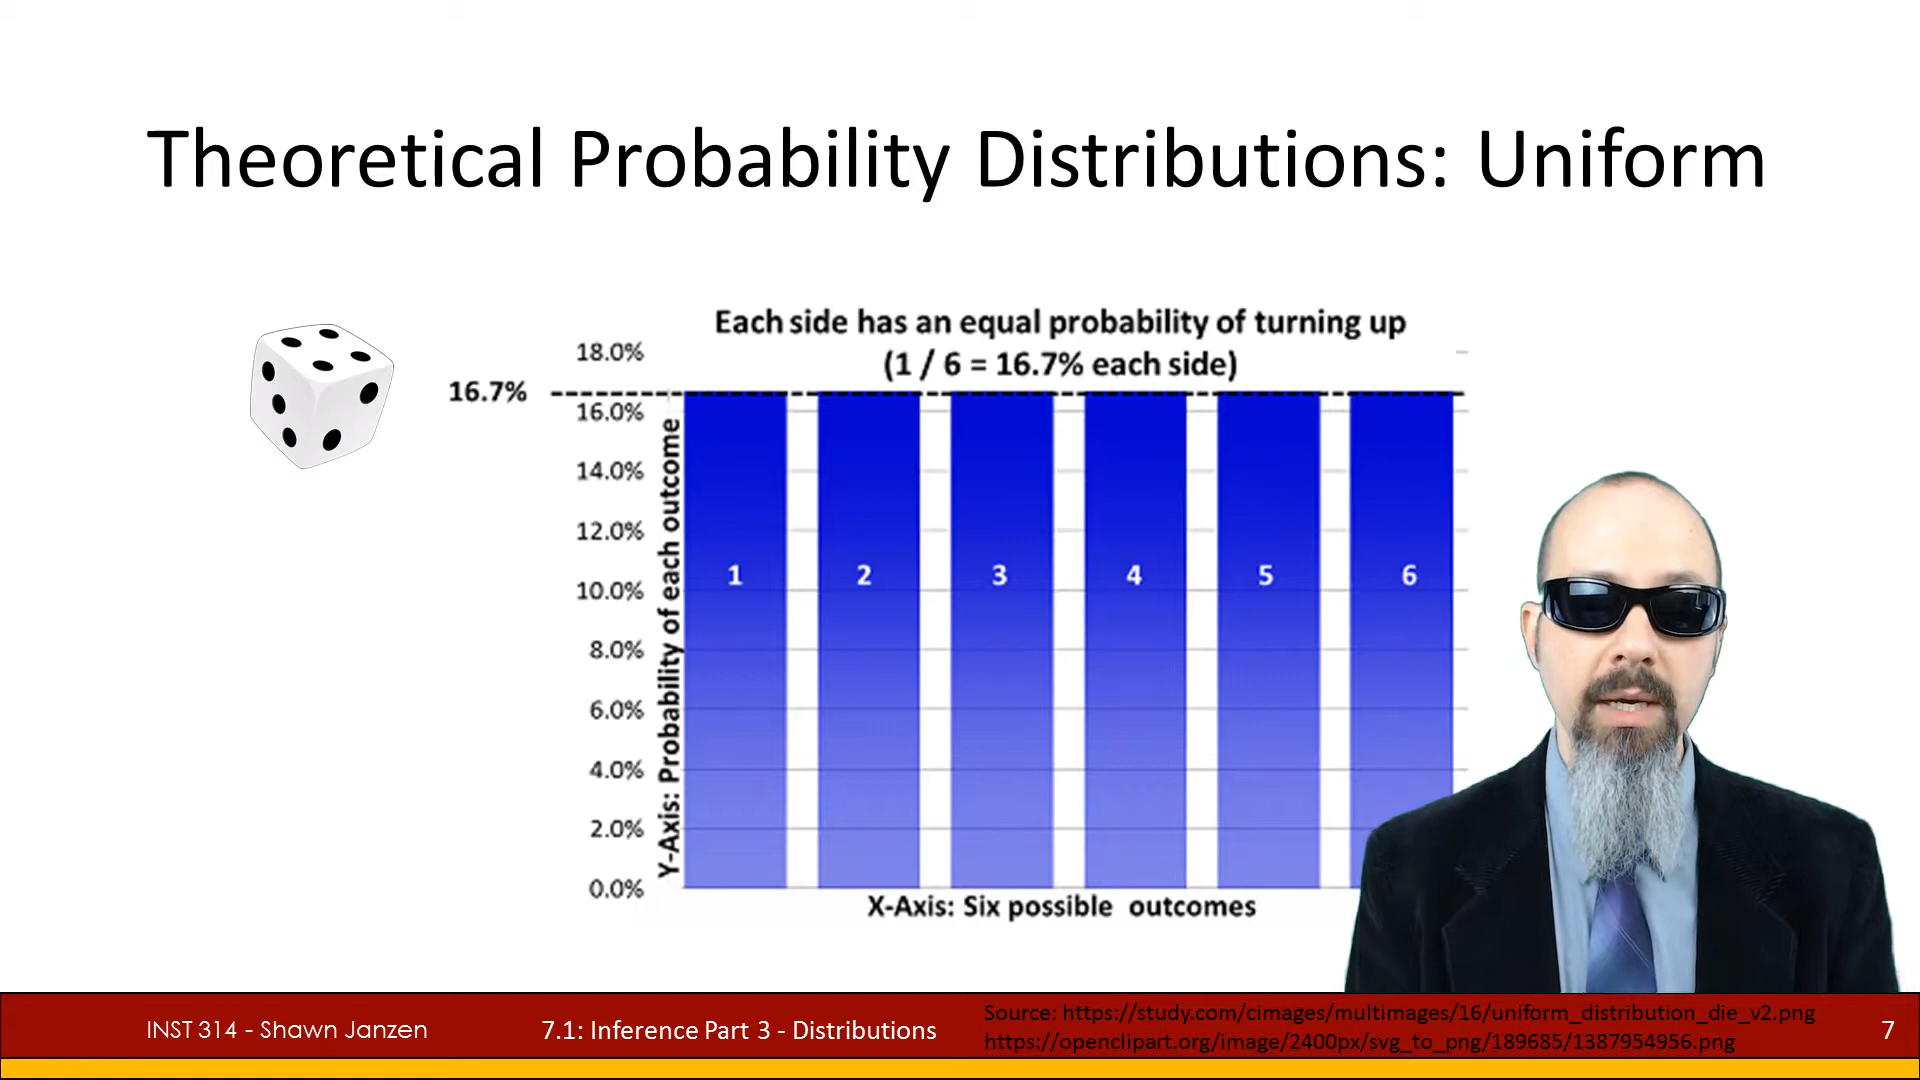 Theoretical Probability Distributions: Uniform
Each side has an equal probability of turning up
(1 / 6 = 16.7% each side)
18.0%
16.7%
16.0%
14.0%
12.0%
10.0%
8.0%
6.0%
4.0%
2.0%
0.0%
Y-Axis: Probability of each outcome
1 2 3 4 5 6
X-Axis: Six possible outcomes
INST 314 - Shawn Janzen
7.1: Inference Part 3 - Distributions
Source: https://study.com/cimages/multimages/16/uniform_distribution_die_v2.png
https://openclipart.org/image/2400px/svg_to_png/189685/1387954956.png
7